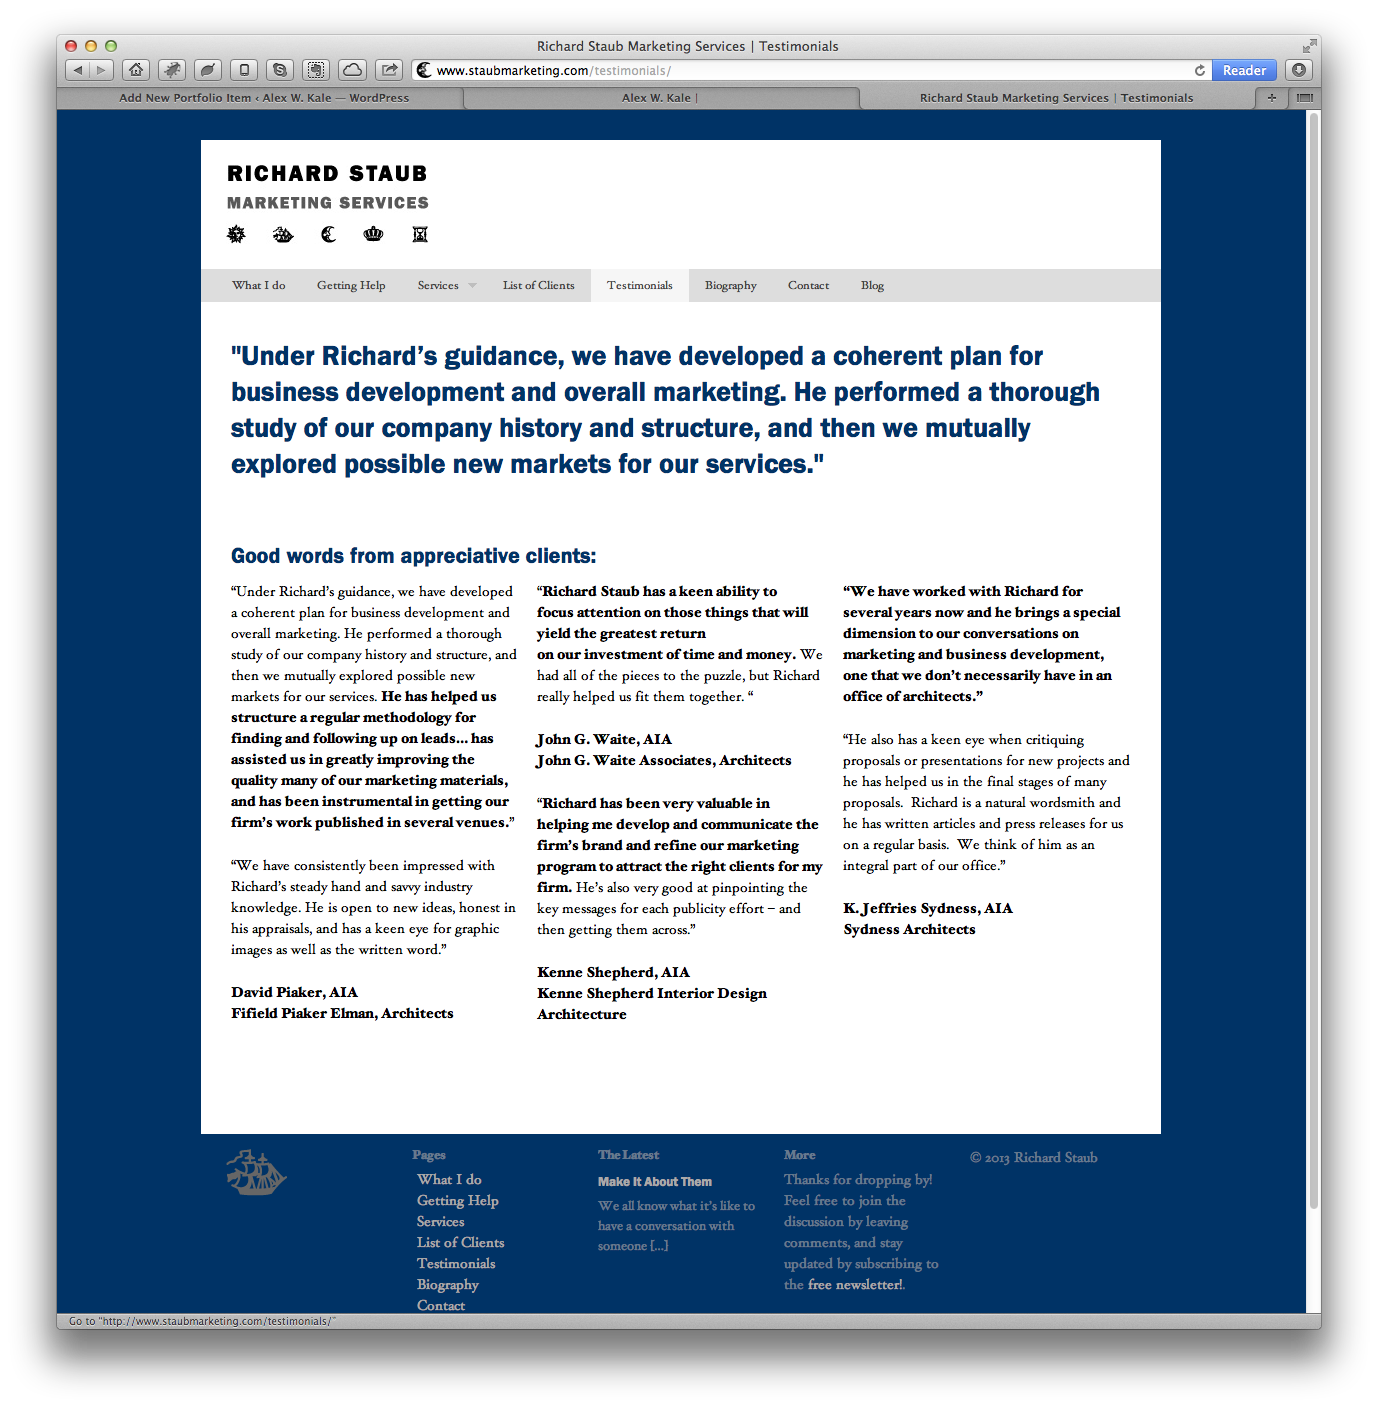 Richard Staub Marketing Services | Testimonials
www.staubmarketing.com/testimonials/
Reader
Add New Portfolio Item ‹ Alex W. Kale — WordPress
Alex W. Kale |
Richard Staub Marketing Services | Testimonials
RICHARD STAUB
MARKETING SERVICES
What I do
Getting Help
Services
List of Clients
Testimonials
Biography
Contact
Blog
"Under Richard’s guidance, we have developed a coherent plan for
business development and overall marketing. He performed a thorough
study of our company history and structure, and then we mutually
explored possible new markets for our services."
Good words from appreciative clients:
“Under Richard’s guidance, we have developed
a coherent plan for business development and
overall marketing. He performed a thorough
study of our company history and structure, and
then we mutually explored possible new
markets for our services. He has helped us
structure a regular methodology for
finding and following up on leads… has
assisted us in greatly improving the
quality many of our marketing materials,
and has been instrumental in getting our
firm’s work published in several venues.”
“We have consistently been impressed with
Richard’s steady hand and savvy industry
knowledge. He is open to new ideas, honest in
his appraisals, and has a keen eye for graphic
images as well as the written word.”
David Piaker, AIA
Fifield Piaker Elman, Architects
“Richard Staub has a keen ability to
focus attention on those things that will
yield the greatest return
on our investment of time and money. We
had all of the pieces to the puzzle, but Richard
really helped us fit them together. “
John G. Waite, AIA
John G. Waite Associates, Architects
“Richard has been very valuable in
helping me develop and communicate the
firm’s brand and refine our marketing
program to attract the right clients for my
firm. He’s also very good at pinpointing the
key messages for each publicity effort – and
then getting them across.”
Kenne Shepherd, AIA
Kenne Shepherd Interior Design
Architecture
“We have worked with Richard for
several years now and he brings a special
dimension to our conversations on
marketing and business development,
one that we don’t necessarily have in an
office of architects.”
“He also has a keen eye when critiquing
proposals or presentations for new projects and
he has helped us in the final stages of many
proposals.  Richard is a natural wordsmith and
he has written articles and press releases for us
on a regular basis.  We think of him as an
integral part of our office.”
K. Jeffries Sydness, AIA
Sydness Architects
Pages
What I do
Getting Help
Services
List of Clients
Testimonials
Biography
Contact
The Latest
Make It About Them
We all know what it’s like to
have a conversation with
someone […]
More
Thanks for dropping by!
Feel free to join the
discussion by leaving
comments, and stay
updated by subscribing to
the free newsletter!.
© 2013 Richard Staub
Go to "http://www.staubmarketing.com/testimonials/"